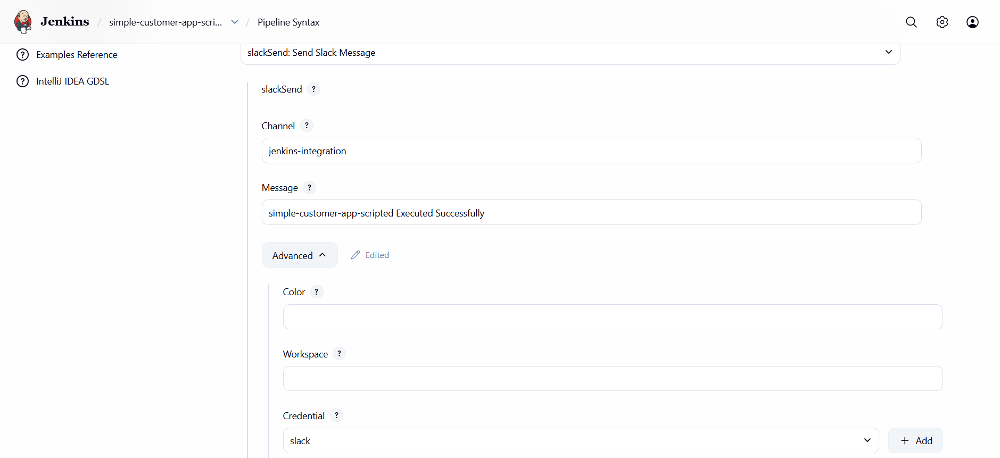 Jenkins / simple-customer-app-scri... / Pipeline Syntax
Examples Reference
IntelliJ IDEA GDSL
slackSend: Send Slack Message
slackSend ?
Channel ?
jenkins-integration
Message ?
simple-customer-app-scripted Executed Successfully
Advanced Edited
Color ?
Workspace ?
Credential ?
slack
+ Add